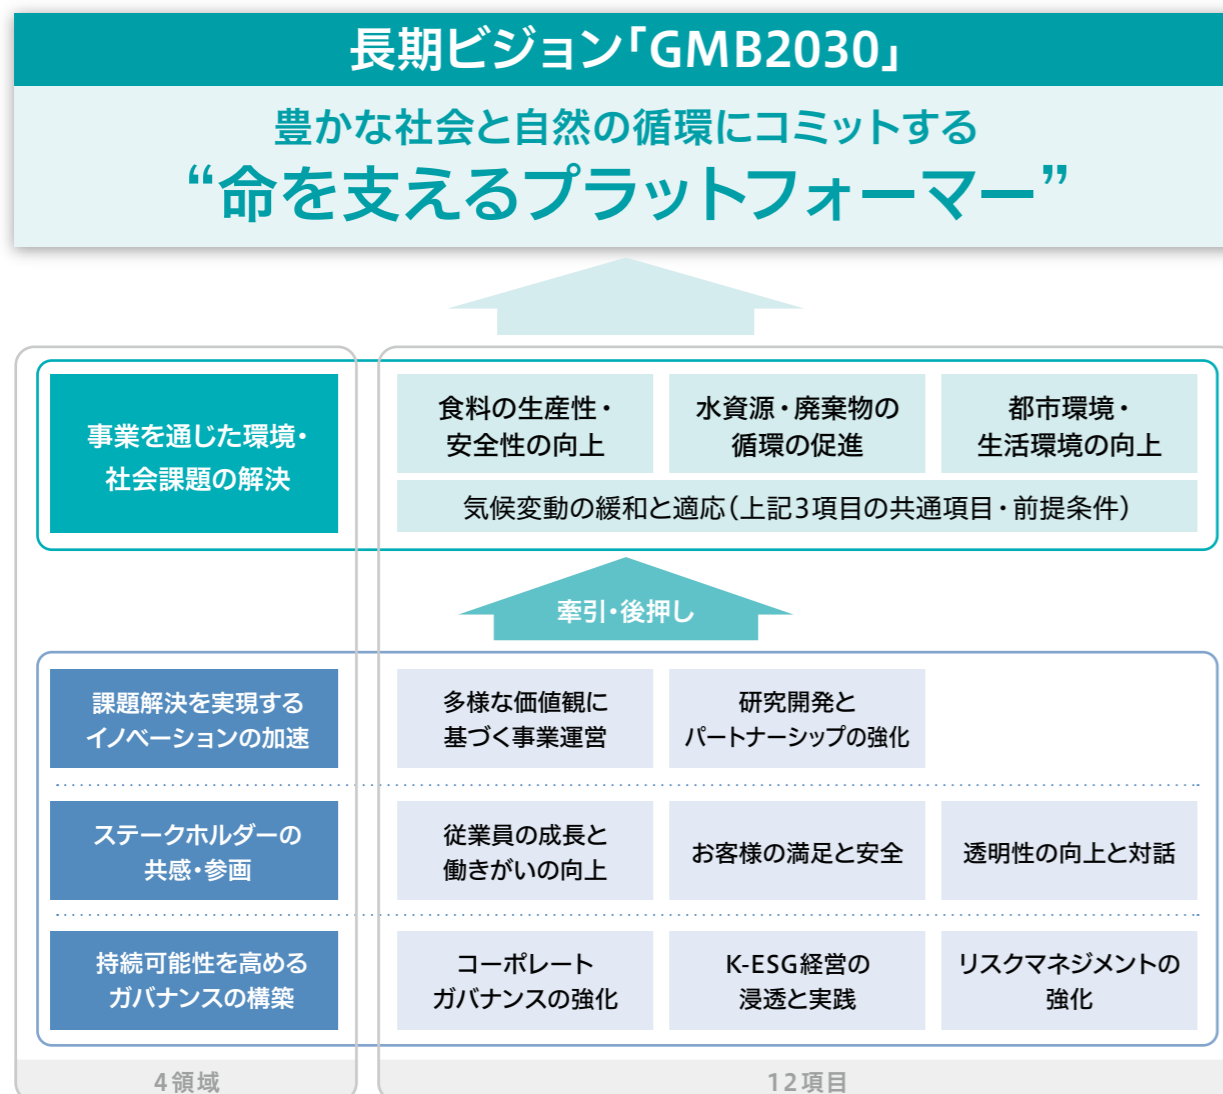 長期ビジョン「GMB2030」
豊かな社会と自然の循環にコミットする
“命を支えるプラットフォーマー”
事業を通じた環境・
社会課題の解決
食料の生産性・
安全性の向上
水資源・廃棄物の
循環の促進
都市環境・
生活環境の向上
気候変動の緩和と適応（上記3項目の共通項目・前提条件）
牽引・後押し
課題解決を実現する
イノベーションの加速
多様な価値観に
基づく事業運営
研究開発と
パートナーシップの強化
ステークホルダーの
共感・参画
従業員の成長と
働きがいの向上
お客様の満足と安全
透明性の向上と対話
持続可能性を高める
ガバナンスの構築
コーポレート
ガバナンスの強化
K-ESG経営の
浸透と実践
リスクマネジメントの
強化
4領域
12項目